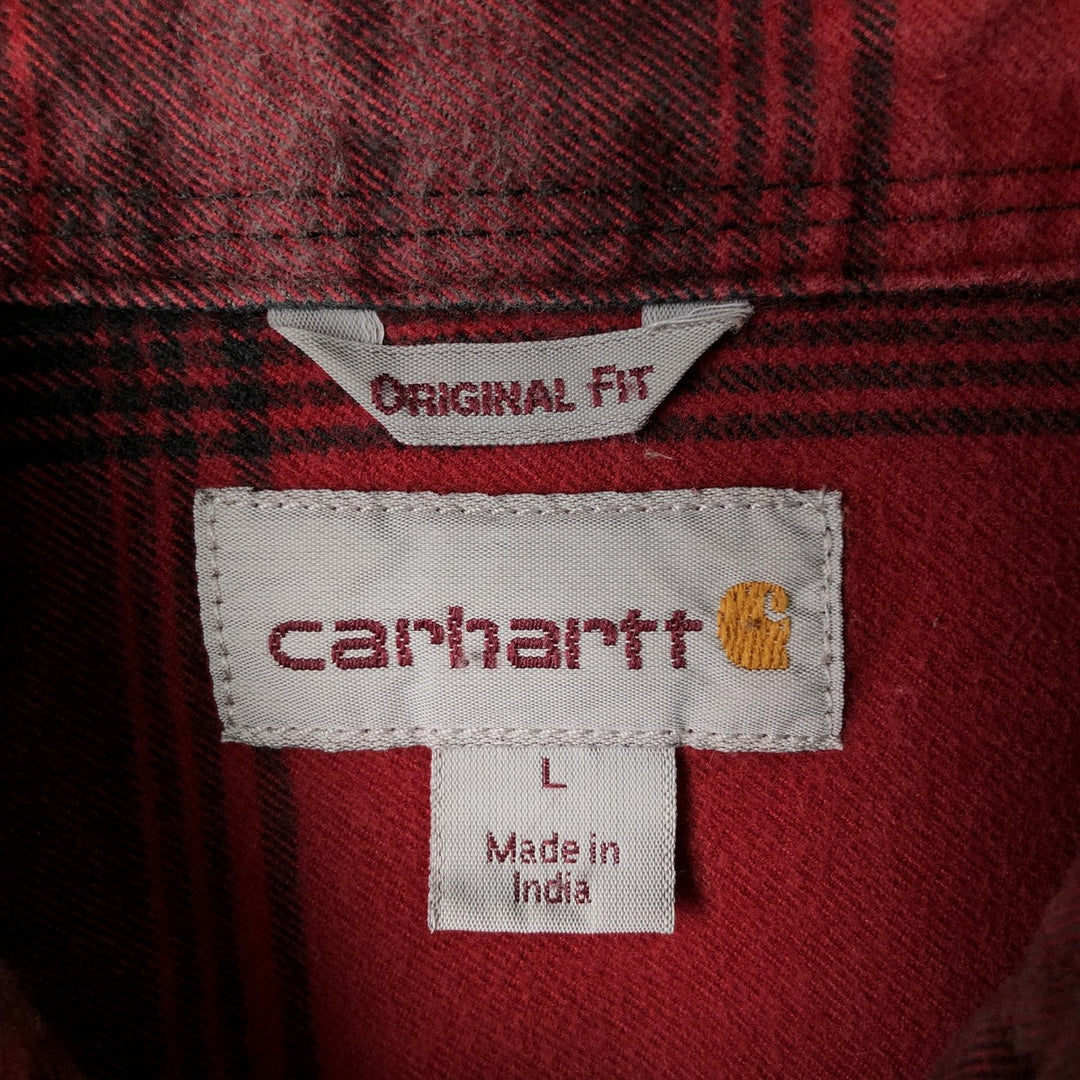 ORIGINAL FIT
carhartt
L
Made in
India